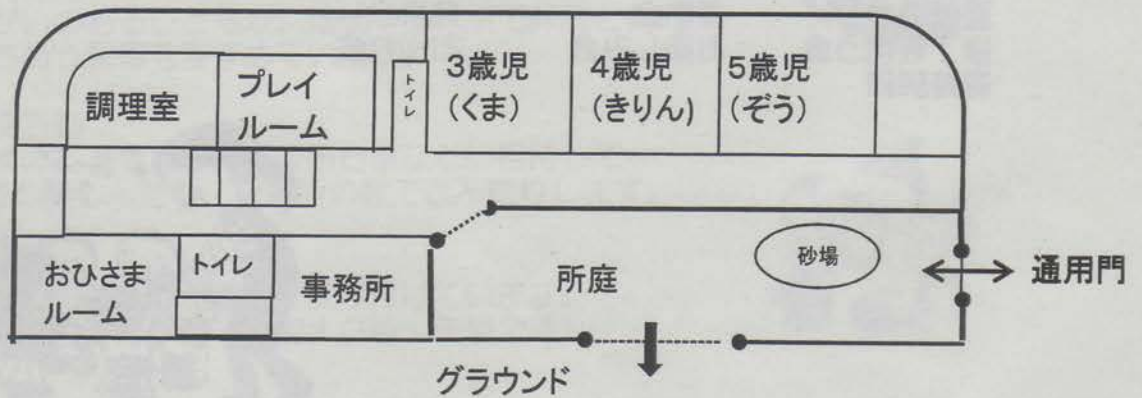 調理室
プレイ
ルーム
トイレ
3歳児
(くま)
4歳児
(きりん)
5歳児
(ぞう)
おひさま
ルーム
トイレ
事務所
所庭
砂場
通用門
グラウンド